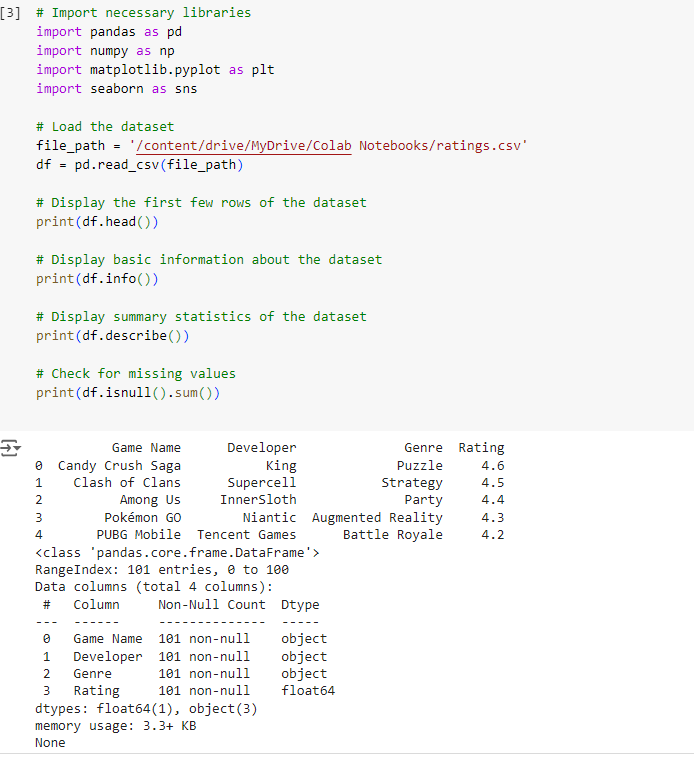 [3] # Import necessary libraries
import pandas as pd
import numpy as np
import matplotlib.pyplot as plt
import seaborn as sns
# Load the dataset
file_path = '/content/drive/MyDrive/Colab Notebooks/ratings.csv'
df = pd.read_csv(file_path)
# Display the first few rows of the dataset
print(df.head())
# Display basic information about the dataset
print(df.info())
# Display summary statistics of the dataset
print(df.describe())
# Check for missing values
print(df.isnull().sum())
Game Name Developer Genre Rating
0 Candy Crush Saga King Puzzle 4.6
1 Clash of Clans Supercell Strategy 4.5
2 Among Us InnerSloth Party 4.4
3 Pokémon GO Niantic Augmented Reality 4.3
4 PUBG Mobile Tencent Games Battle Royale 4.2
<class 'pandas.core.frame.DataFrame'>
RangeIndex: 101 entries, 0 to 100
Data columns (total 4 columns):
# Column Non-Null Count Dtype
--- ------ -------------- -----
0 Game Name 101 non-null object
1 Developer 101 non-null object
2 Genre 101 non-null object
3 Rating 101 non-null float64
dtypes: float64(1), object(3)
memory usage: 3.3+ KB
None